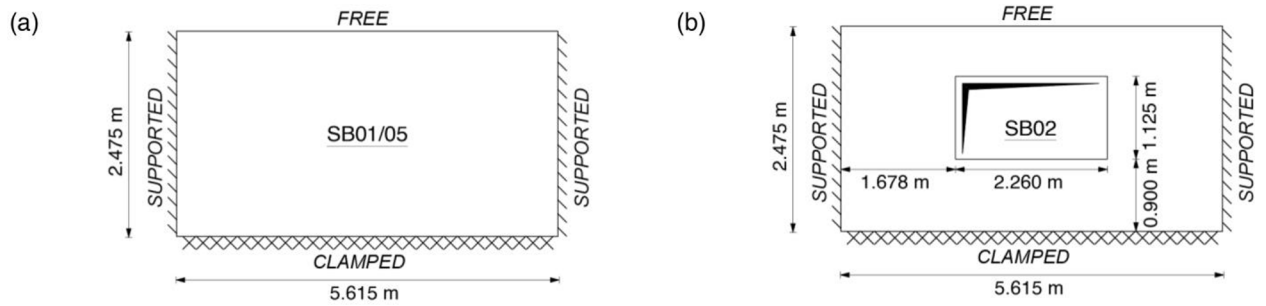 (a)
FREE
SUPPORTED
2.475 m
SB01/05
SUPPORTED
CLAMPED
5.615 m
(b)
FREE
SUPPORTED
2.475 m
SB02
1.125 m
0.900 m
1.678 m
2.260 m
SUPPORTED
CLAMPED
5.615 m